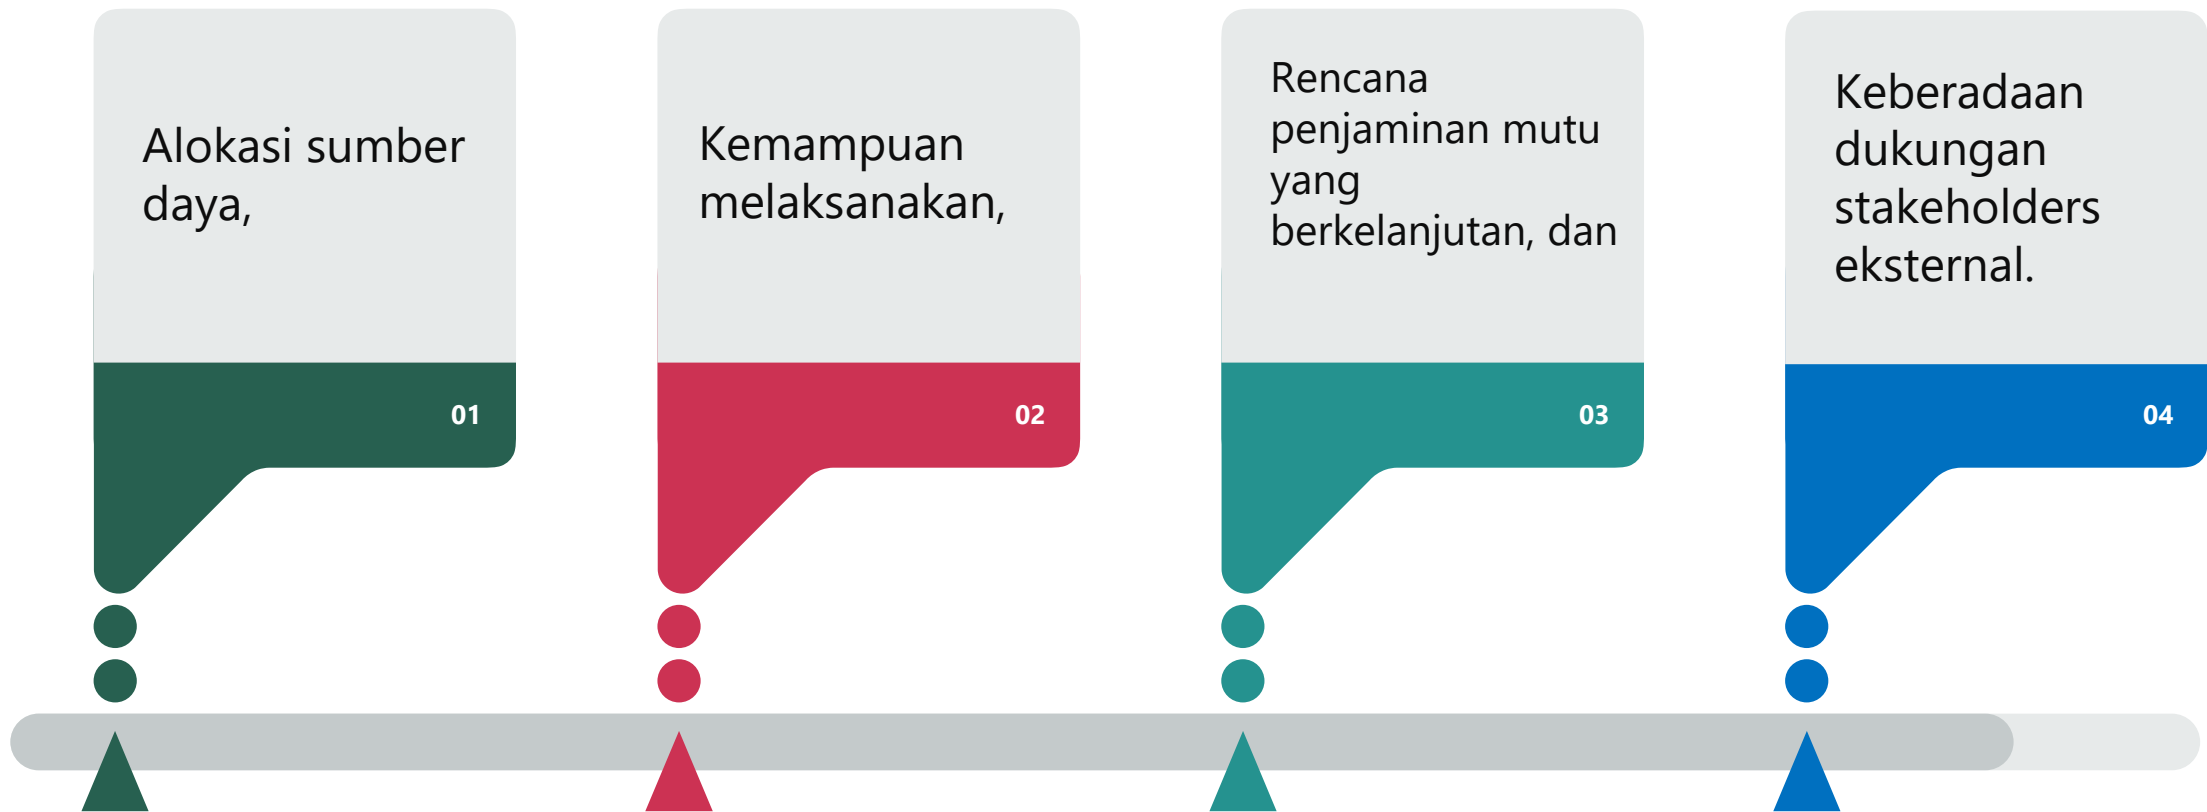 Alokasi sumber
daya,
01
Kemampuan
melaksanakan,
02
Rencana
penjaminan mutu
yang
berkelanjutan, dan
03
Keberadaan
dukungan
stakeholders
eksternal.
04